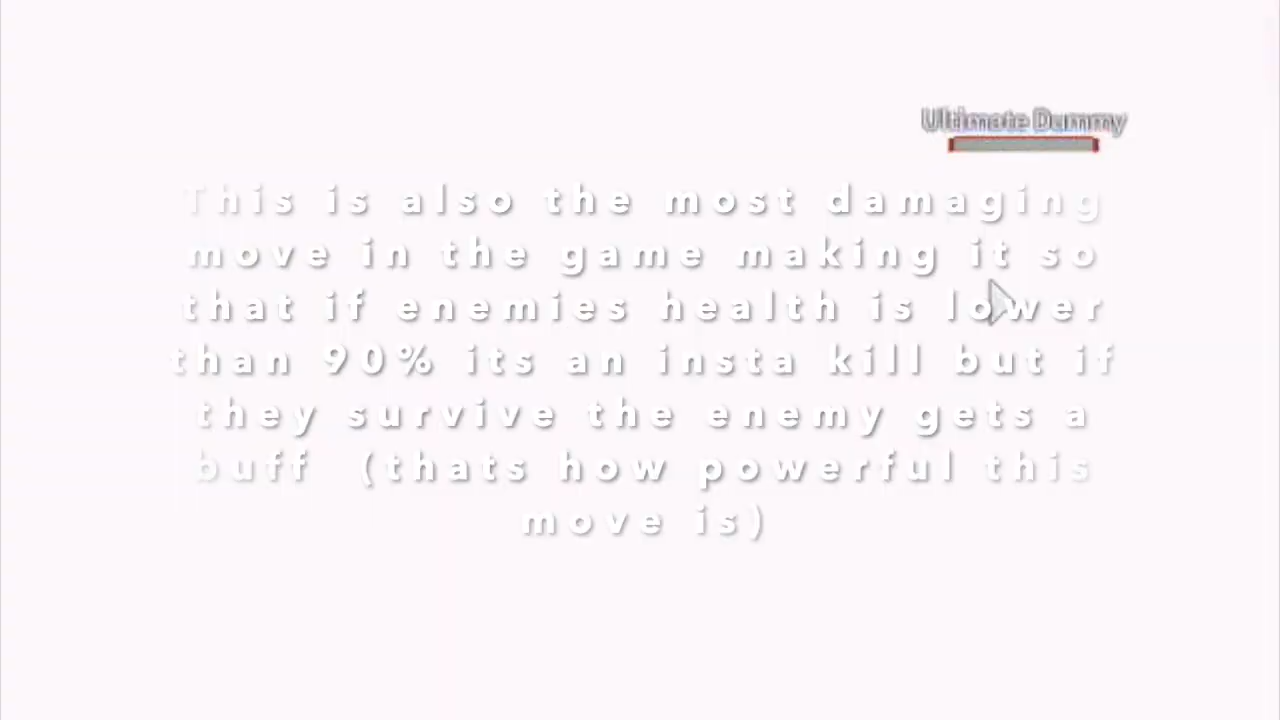 Ultimate Dummy
This is also the most damaging
move in the game making it so
that if enemies health is lower
than 90% its an insta kill but if
they survive the enemy gets a
buff (thats how powerful this
move is)